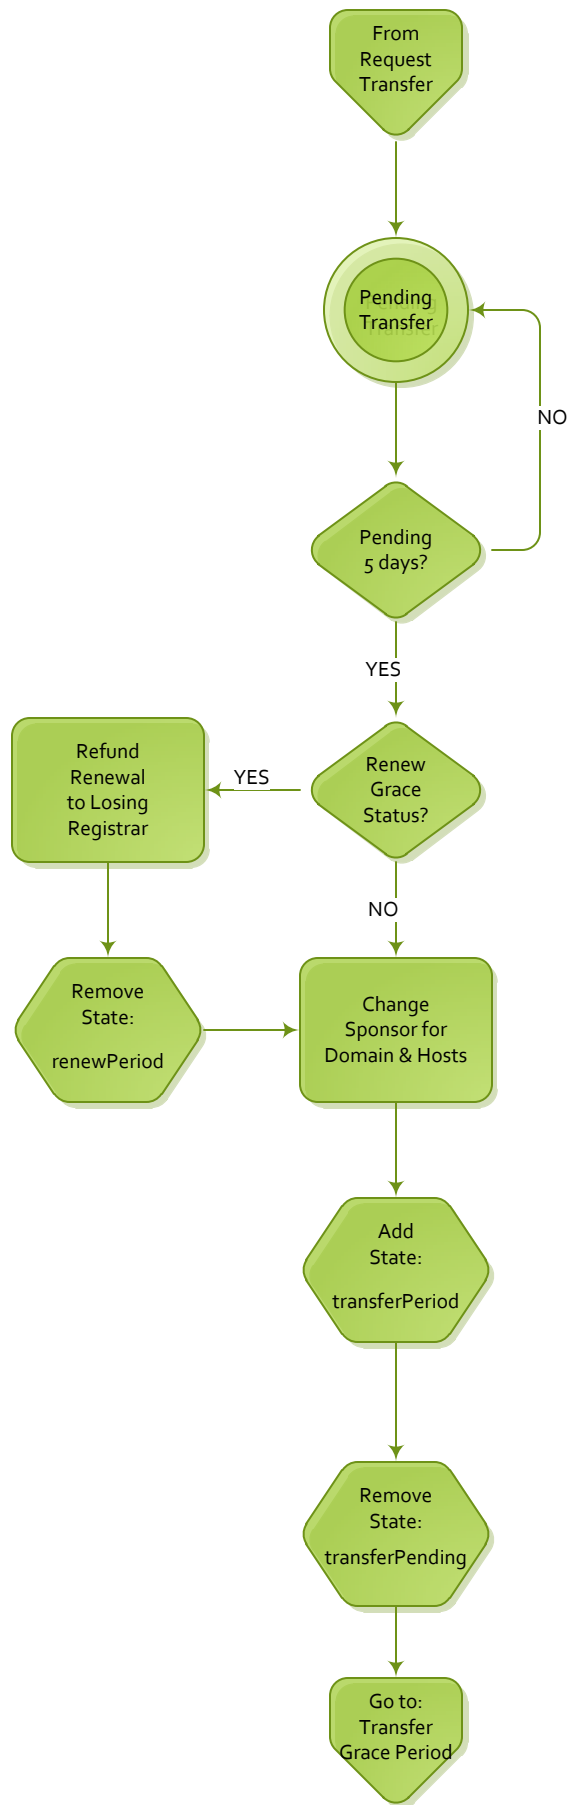 From
Request
Transfer
Pending
Transfer
NO
Pending
5 days?
YES
Refund
Renewal
to Losing
Registrar
YES
Renew
Grace
Status?
NO
Remove
State:
renewPeriod
Change
Sponsor for
Domain & Hosts
Add
State:
transferPeriod
Remove
State:
transferPending
Go to:
Transfer
Grace Period